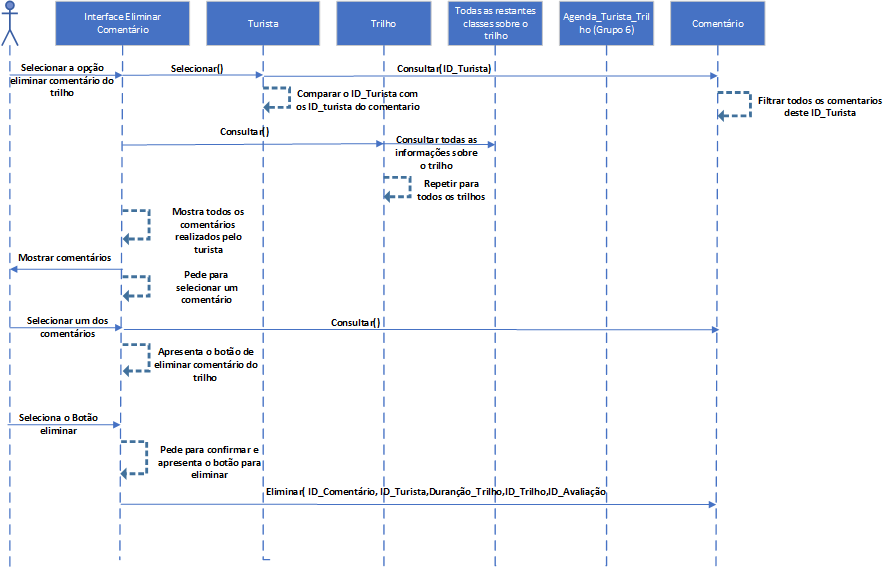 Interface Eliminar
Comentário
Turista
Trilho
Todas as restantes
classes sobre o
trilho
Agenda_Turista_Tril
ho (Grupo 6)
Comentário
Selecionar a opção
eliminar comentário do
trilho
Selecionar()
Consultar(ID_Turista)
Comparar o ID_Turista com
os ID_turista do comentario
Filtrar todos os comentarios
deste ID_Turista
Consultar()
Consultar todas as
informações sobre
o trilho
Repetir para
todos os trilhos
Mostra todos os
comentários
realizados pelo
turista
Mostrar comentários
Pede para
selecionar um
comentário
Selecionar um dos
comentários
Consultar()
Apresenta o botão de
eliminar comentário do
trilho
Seleciona o Botão
eliminar
Pede para confirmar e
apresenta o botão para
eliminar
Eliminar( ID_Comentário, ID_Turista,Duranção_Trilho,ID_Trilho,ID_Avaliação